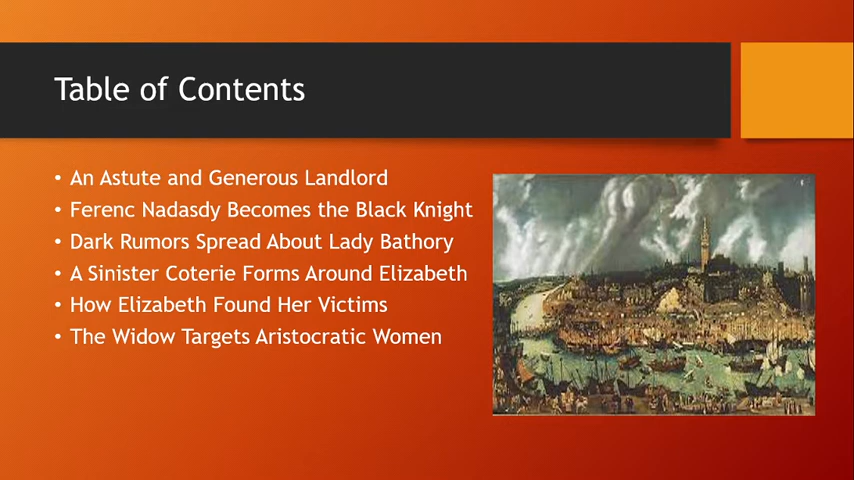 Table of Contents
• An Astute and Generous Landlord
• Ferenc Nadasdy Becomes the Black Knight
• Dark Rumors Spread About Lady Bathory
• A Sinister Coterie Forms Around Elizabeth
• How Elizabeth Found Her Victims
• The Widow Targets Aristocratic Women